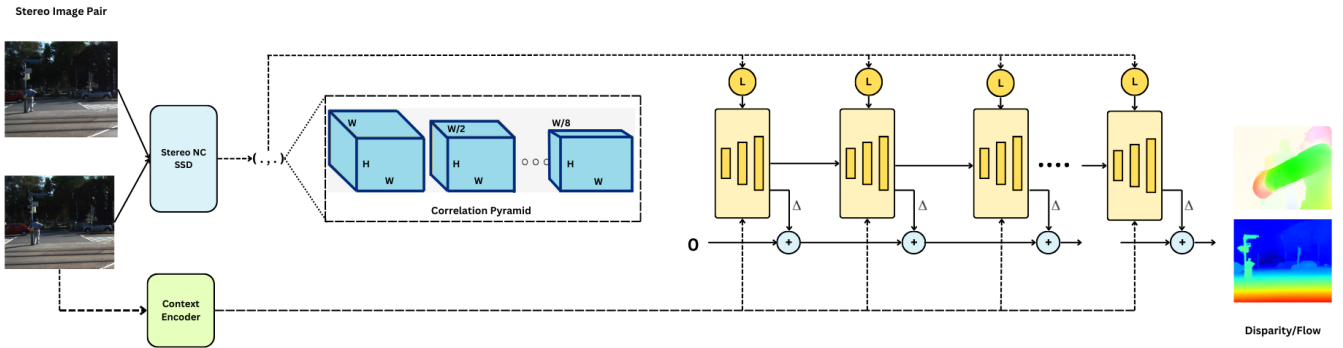 Stereo Image Pair
Stereo NC
SSD
( . , . )
W
H
W
W/2
H
W
W/8
H
W
Correlation Pyramid
L
L
L
L
Δ
Δ
Δ
Δ
0
+
+
+
+
Context
Encoder
Disparity/Flow